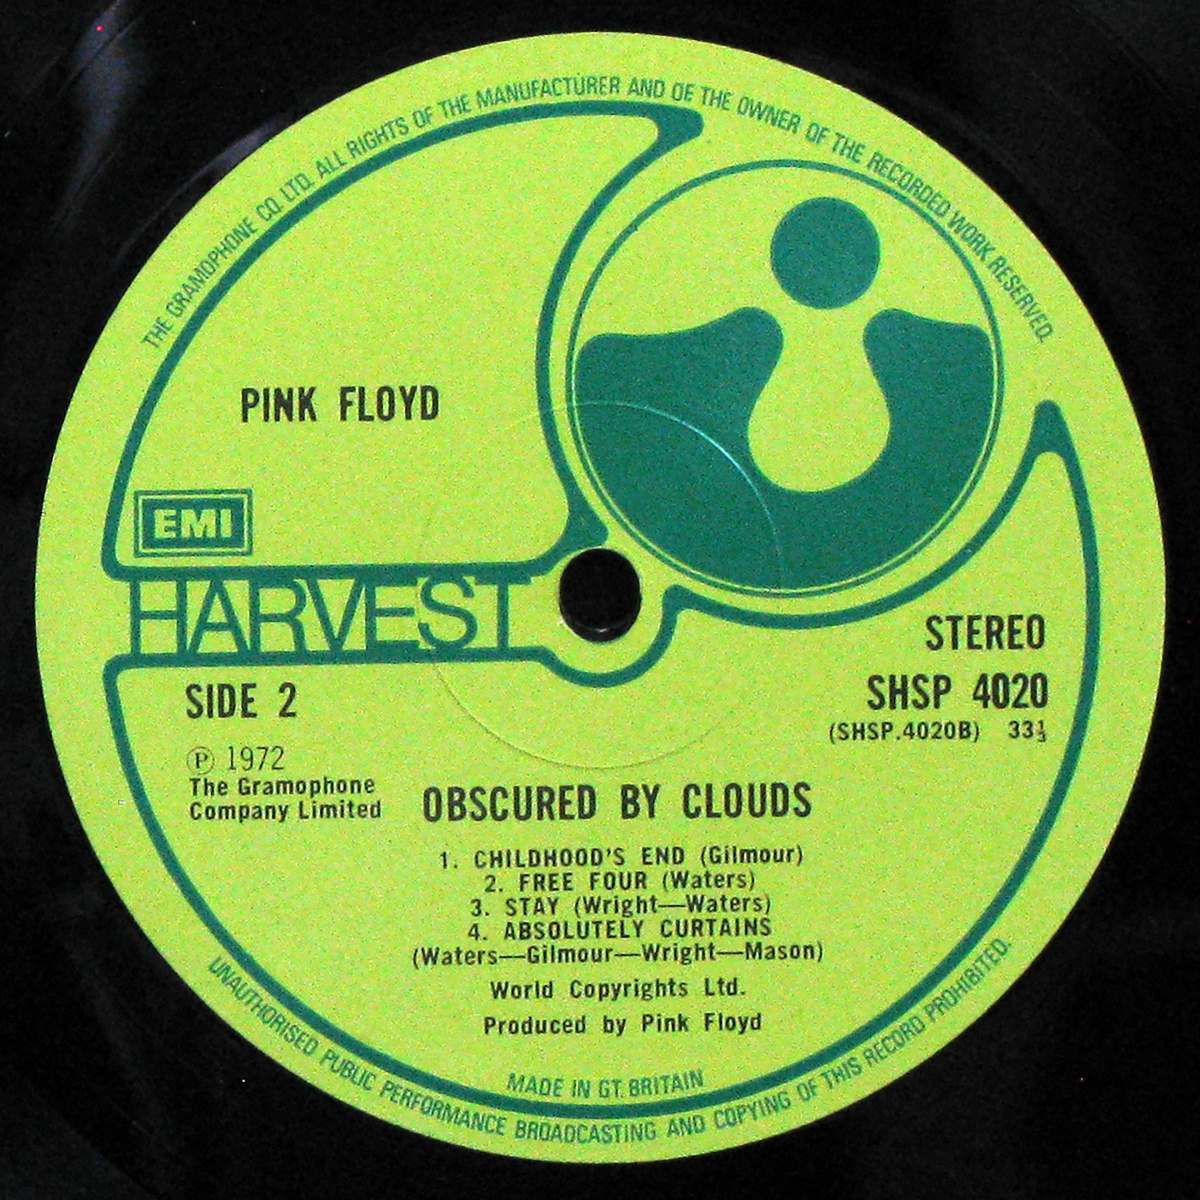 THE GRAMOPHONE CO. LTD. ALL RIGHTS OF THE MANUFACTURER AND OF THE OWNER OF THE RECORDED WORK RESERVED.
PINK FLOYD
EMI
HARVEST
STEREO
SIDE 2
SHSP 4020
(SHSP.4020B) 33⅓
Ⓟ 1972
The Gramophone
Company Limited
OBSCURED BY CLOUDS
1. CHILDHOOD'S END (Gilmour)
2. FREE FOUR (Waters)
3. STAY (Wright—Waters)
4. ABSOLUTELY CURTAINS
(Waters—Gilmour—Wright—Mason)
World Copyrights Ltd.
Produced by Pink Floyd
MADE IN GT. BRITAIN
UNAUTHORISED PUBLIC PERFORMANCE BROADCASTING AND COPYING OF THIS RECORD PROHIBITED.